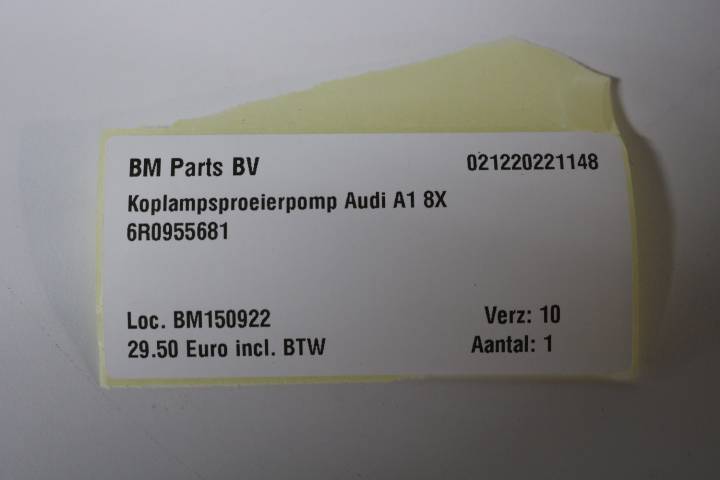 BM Parts BV 021220221148
Koplampsproeierpomp Audi A1 8X
6R0955681
Loc. BM150922 Verz: 10
29.50 Euro incl. BTW Aantal: 1